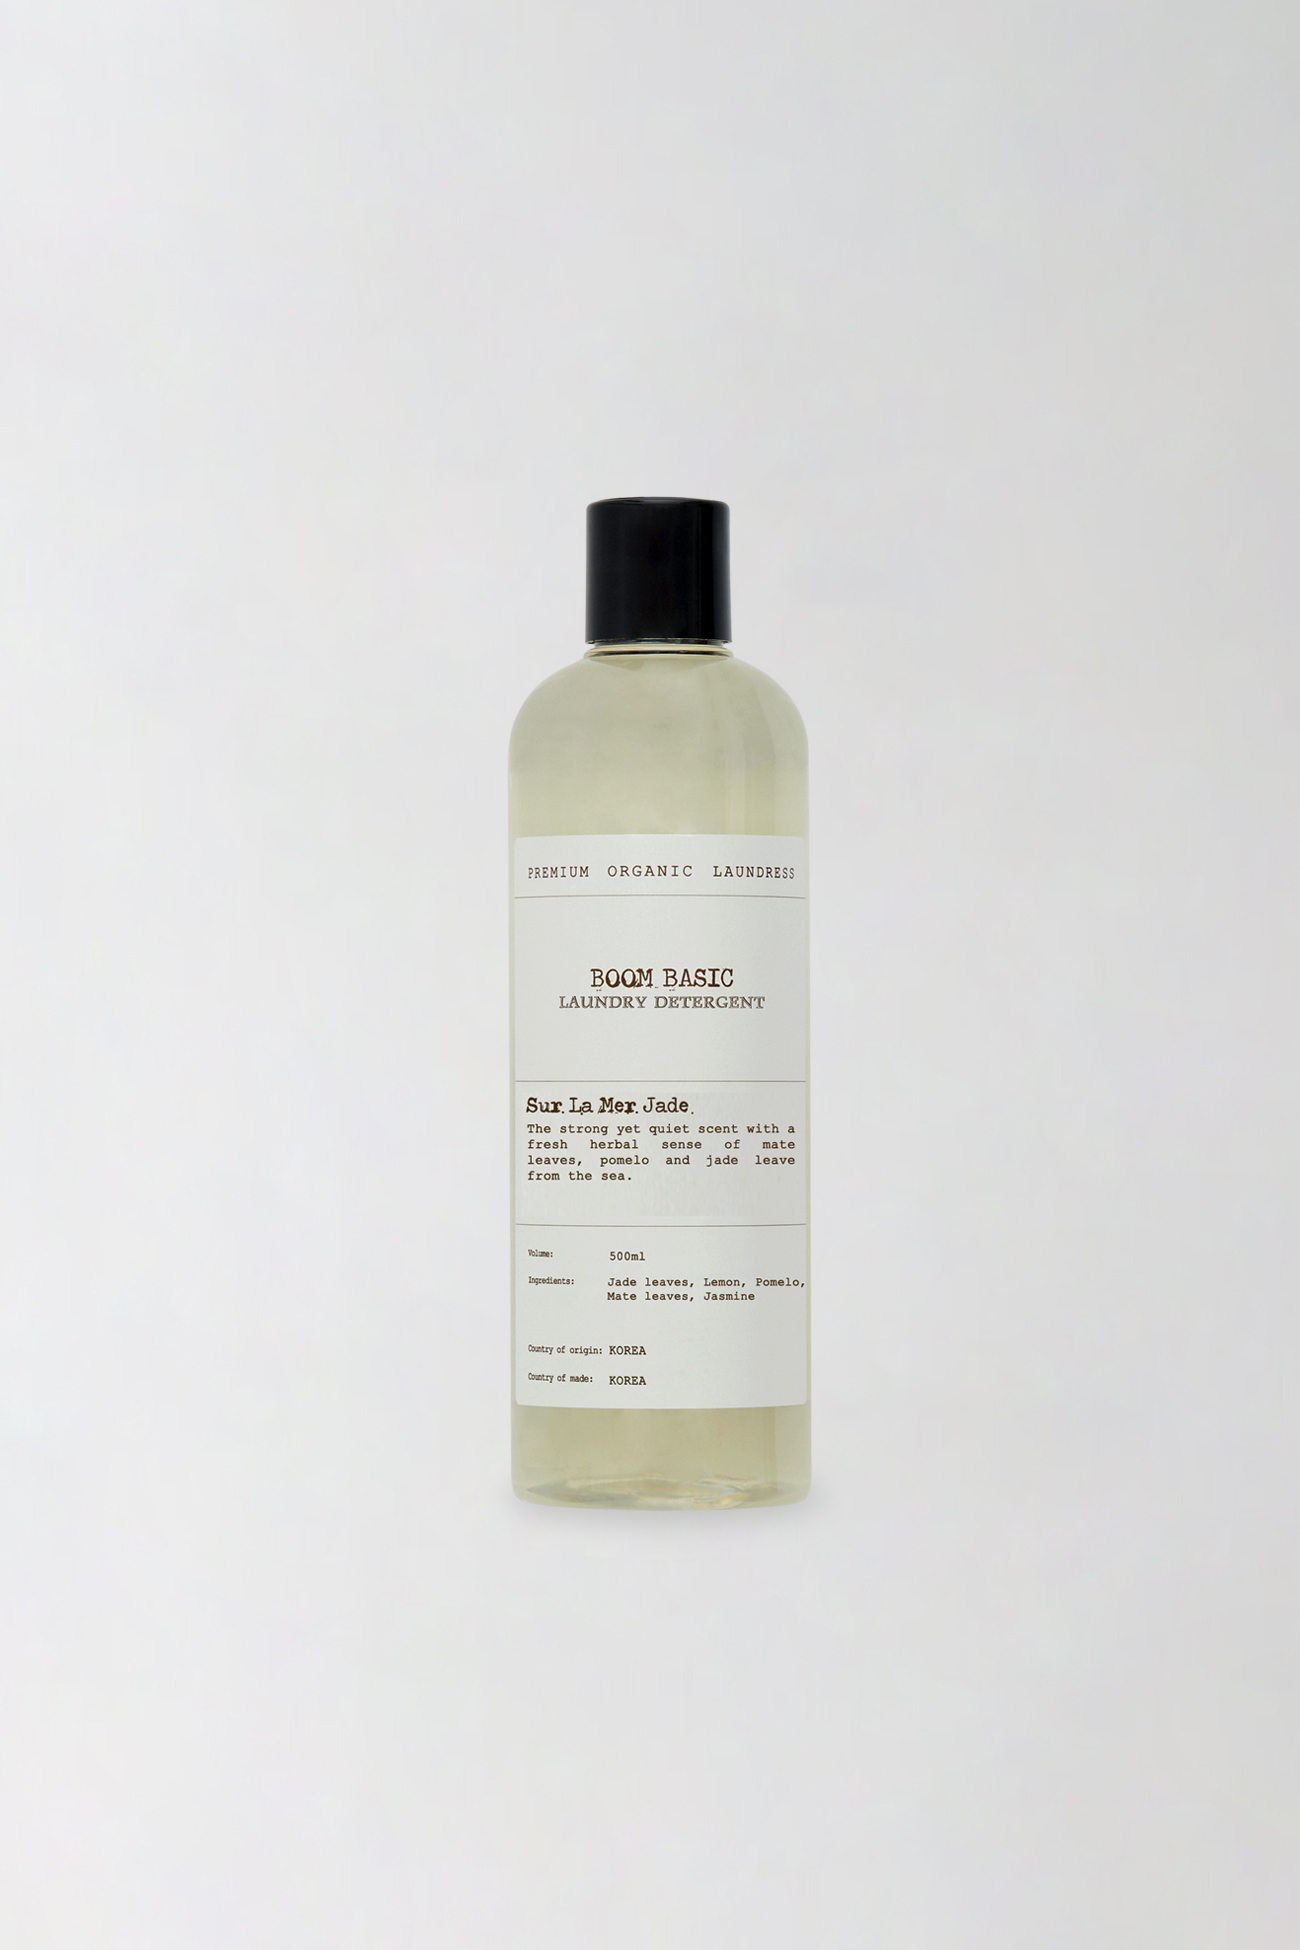 PREMIUM ORGANIC LAUNDRESS
BOOM BASIC
LAUNDRY DETERGENT
Sur La Mer Jade
The strong yet quiet scent with a
fresh herbal sense of mate
leaves, pomelo and jade leave
from the sea.
Volume: 500ml
Ingredients: Jade leaves, Lemon, Pomelo,
Mate leaves, Jasmine
Country of origin: KOREA
Country of made: KOREA